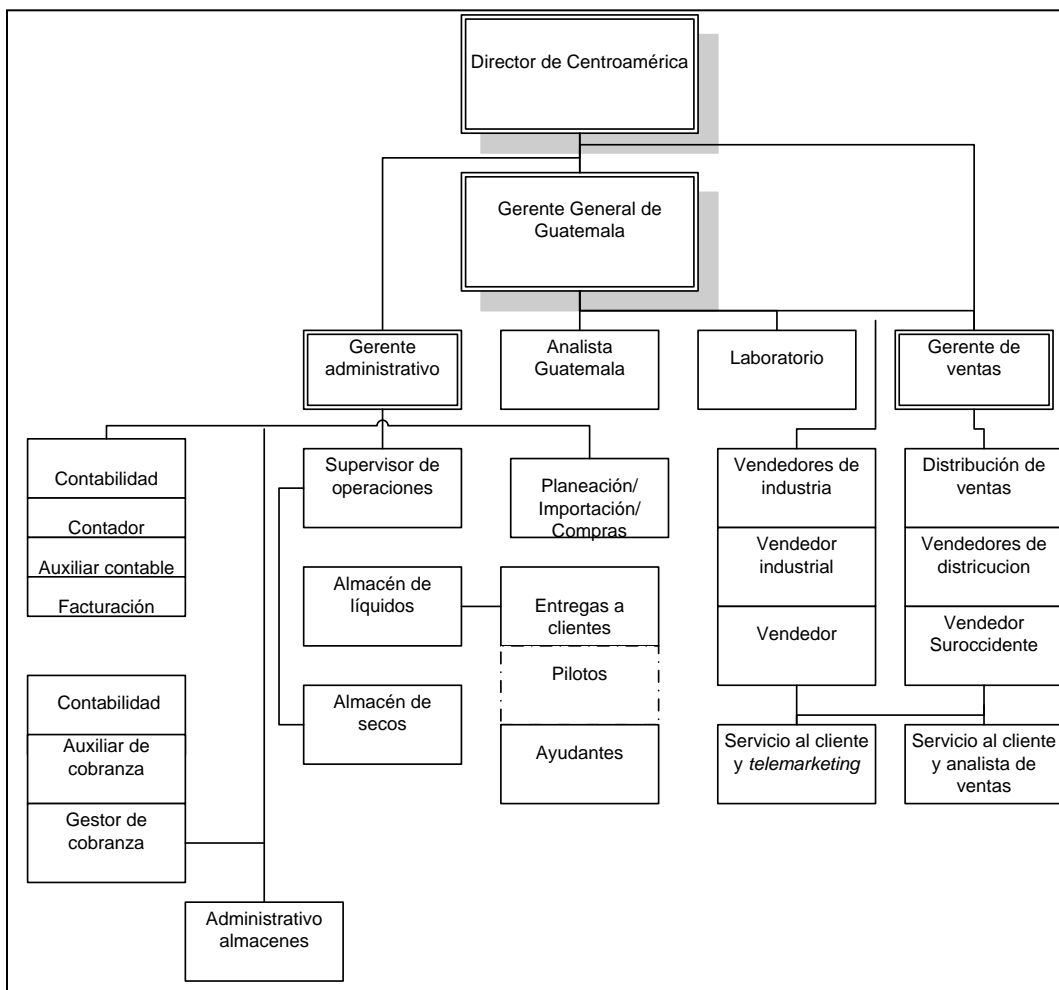 Director de Centroamérica
Gerente General de
Guatemala
Gerente
administrativo
Analista
Guatemala
Laboratorio
Gerente de
ventas
Contabilidad
Contador
Auxiliar contable
Facturación
Supervisor de
operaciones
Planeación/
Importación/
Compras
Vendedores de
industria
Vendedor
industrial
Vendedor
Distribución de
ventas
Vendedores de
districucion
Vendedor
Suroccidente
Almacén de
líquidos
Entregas a
clientes
Pilotos
Ayudantes
Almacén de
secos
Contabilidad
Auxiliar de
cobranza
Gestor de
cobranza
Servicio al cliente
y telemarketing
Servicio al cliente
y analista de
ventas
Administrativo
almacenes